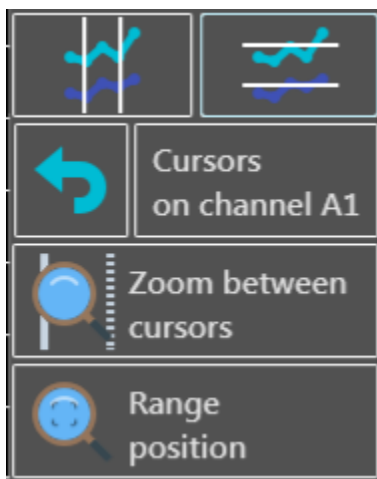 Cursors
on channel A1
Zoom between
cursors
Range
position